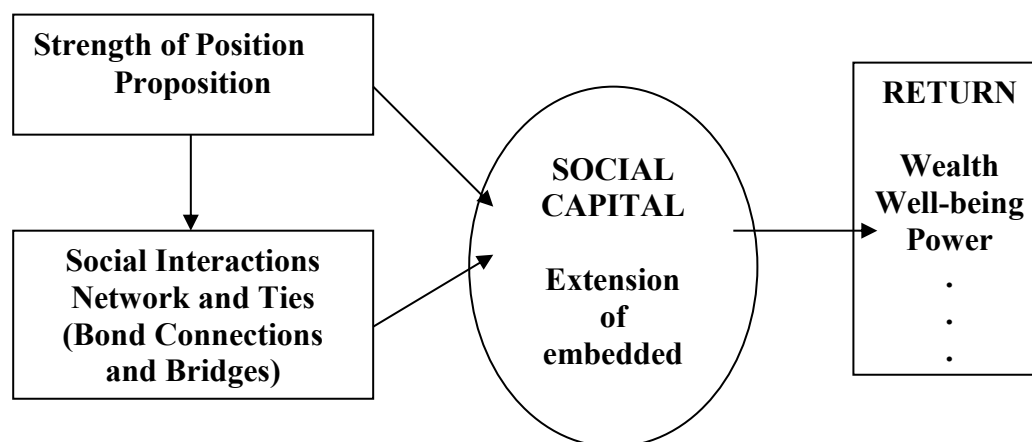 Strength of Position
Proposition
Social Interactions
Network and Ties
(Bond Connections
and Bridges)
SOCIAL
CAPITAL
Extension
of
embedded
RETURN
Wealth
Well-being
Power
.
.
.